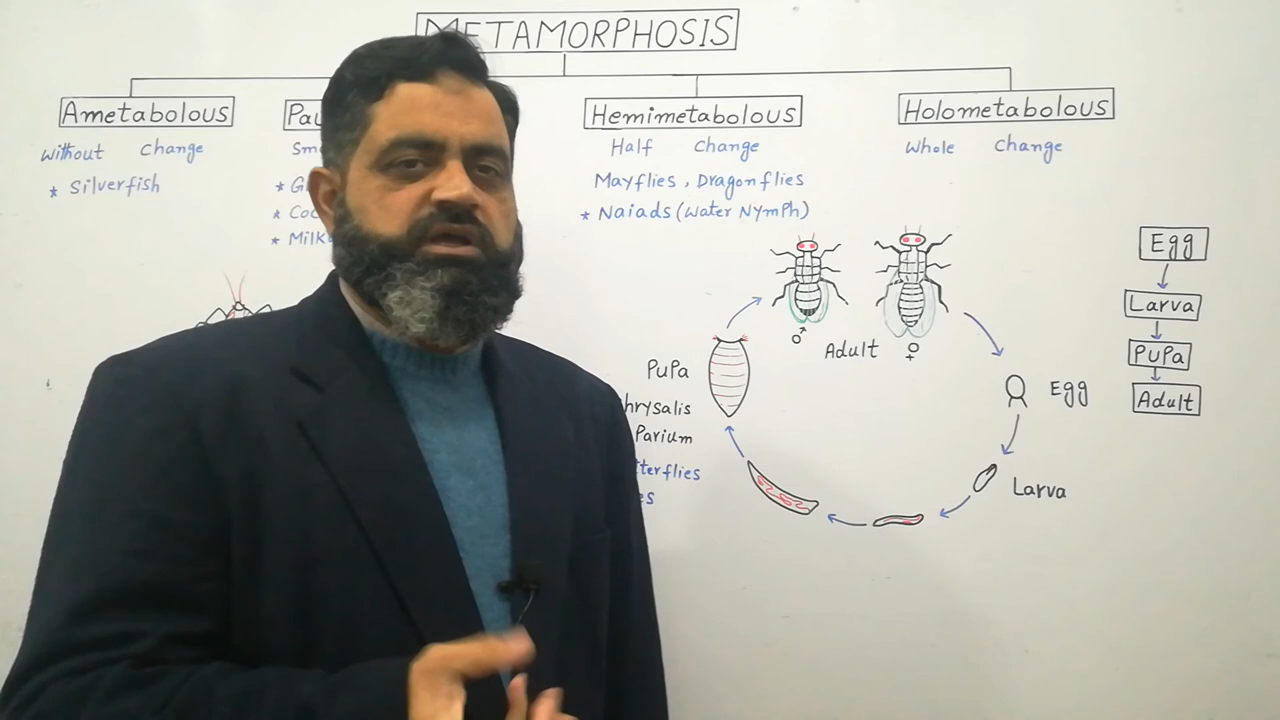 METAMORPHOSIS
Ametabolous
without change
* Silverfish
Hemimetabolous
Half change
Mayflies, Dragonflies
* Naiads (Water NymPh)
Holometabolous
Whole change
Egg
Larva
PuPa
Adult
Adult
♂
♀
Egg
Larva
PuPa